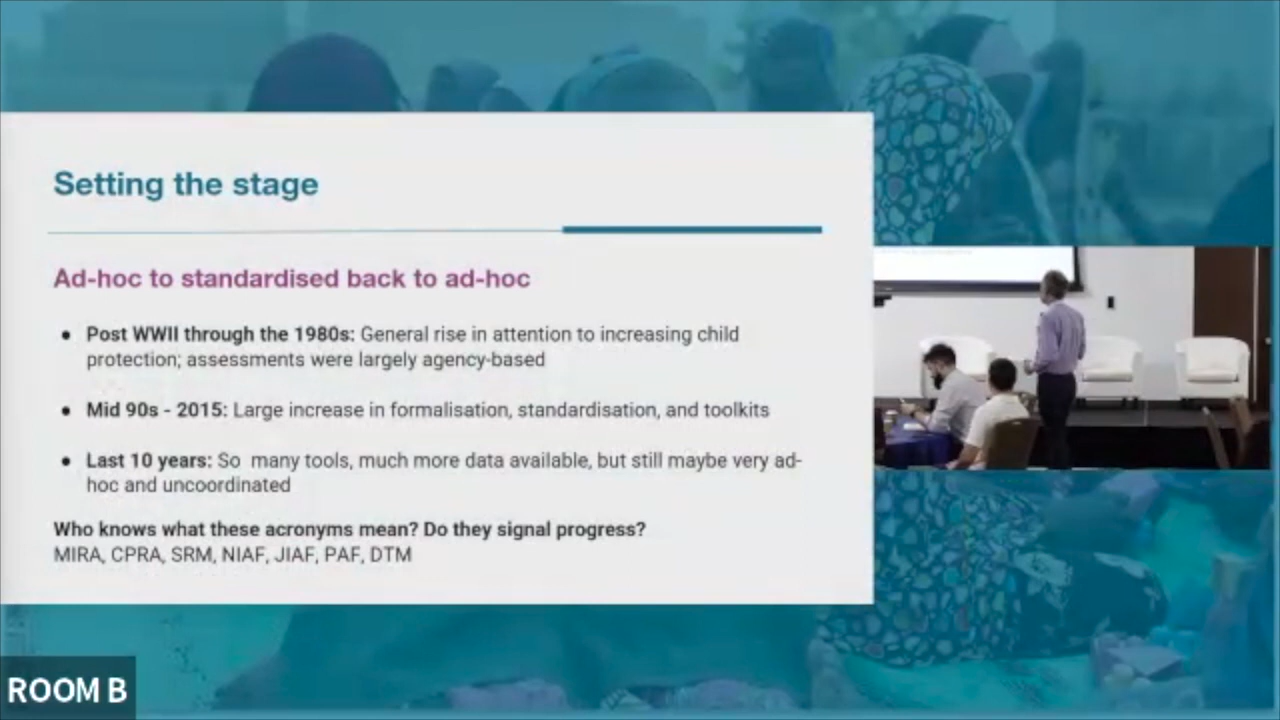 Setting the stage
Ad-hoc to standardised back to ad-hoc
• Post WWII through the 1980s: General rise in attention to increasing child
protection; assessments were largely agency-based
• Mid 90s - 2015: Large increase in formalisation, standardisation, and toolkits
• Last 10 years: So many tools, much more data available, but still maybe very ad-
hoc and uncoordinated
Who knows what these acronyms mean? Do they signal progress?
MIRA, CPRA, SRM, NIAF, JIAF, PAF, DTM
ROOM B